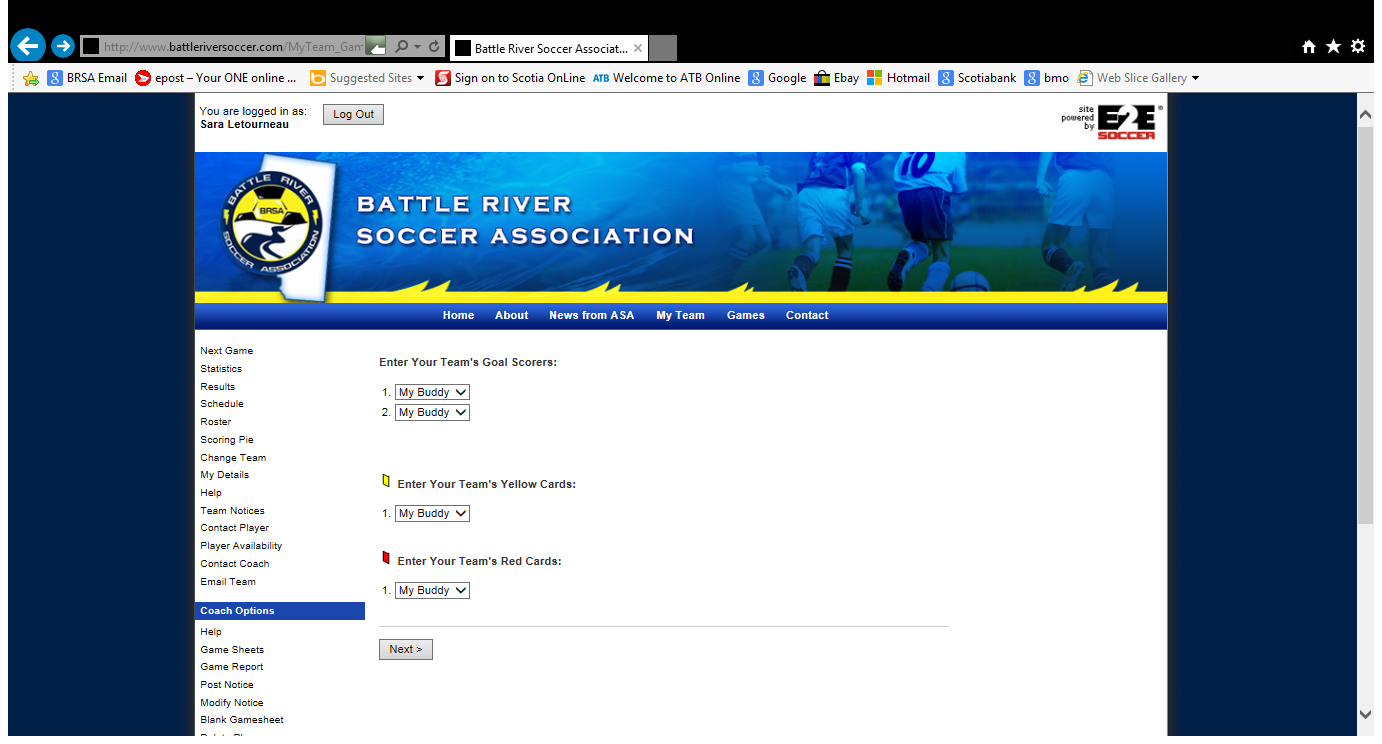 http://www.battleriversoccer.com/MyTeam_Gam
Battle River Soccer Associat...
BRSA Email
epost – Your ONE online ...
Suggested Sites
Sign on to Scotia OnLine
ATB Welcome to ATB Online
Google
Ebay
Hotmail
Scotiabank
bmo
Web Slice Gallery
You are logged in as:
Sara Letourneau
Log Out
site
powered
by
E2E
SOCCER
BATTLE RIVER
BRSA
SOCCER ASSOCIATION
BATTLE RIVER
SOCCER ASSOCIATION
10
Home About News from ASA My Team Games Contact
Next Game
Statistics
Results
Schedule
Roster
Scoring Pie
Change Team
My Details
Help
Team Notices
Contact Player
Player Availability
Contact Coach
Email Team
Coach Options
Help
Game Sheets
Game Report
Post Notice
Modify Notice
Blank Gamesheet
Enter Your Team's Goal Scorers:
1. My Buddy
2. My Buddy
Enter Your Team's Yellow Cards:
1. My Buddy
Enter Your Team's Red Cards:
1. My Buddy
Next >